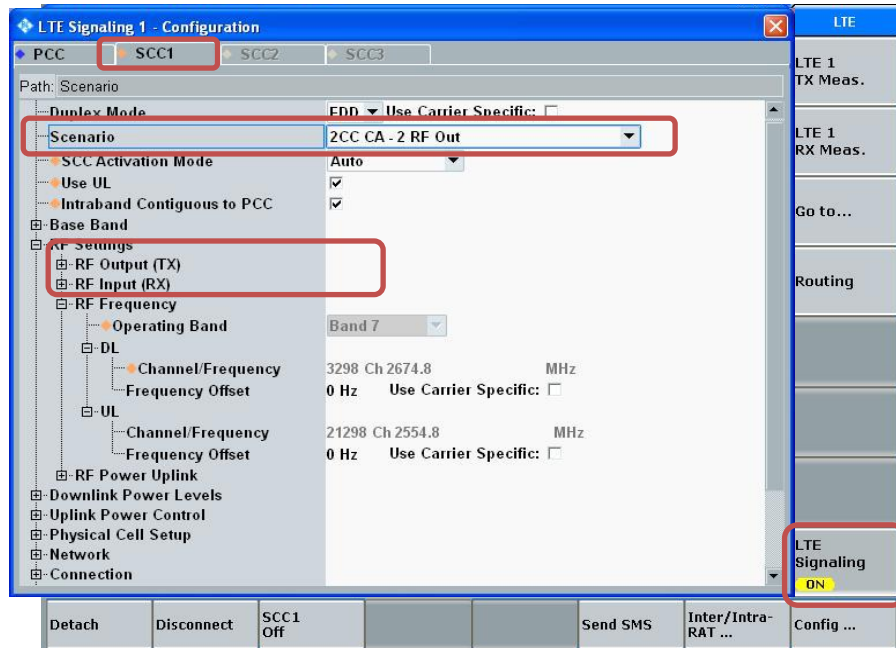 LTE Signaling 1 - Configuration
PCC SCC1 SCC2 SCC3
Path: Scenario
Duplex Mode FDD Use Carrier Specific:
Scenario 2CC CA - 2 RF Out
SCC Activation Mode Auto
Use UL
Intraband Contiguous to PCC
Base Band
RF Settings
RF Output (TX)
RF Input (RX)
RF Frequency
Operating Band Band 7
DL
Channel/Frequency 3298 Ch 2674.8 MHz
Frequency Offset 0 Hz Use Carrier Specific:
UL
Channel/Frequency 21298 Ch 2554.8 MHz
Frequency Offset 0 Hz Use Carrier Specific:
RF Power Uplink
Downlink Power Levels
Uplink Power Control
Physical Cell Setup
Network
Connection
LTE
LTE 1
TX Meas.
LTE 1
RX Meas.
Go to...
Routing
LTE
Signaling
ON
Detach
Disconnect
SCC1
Off
Send SMS
Inter/Intra-
RAT ...
Config ...